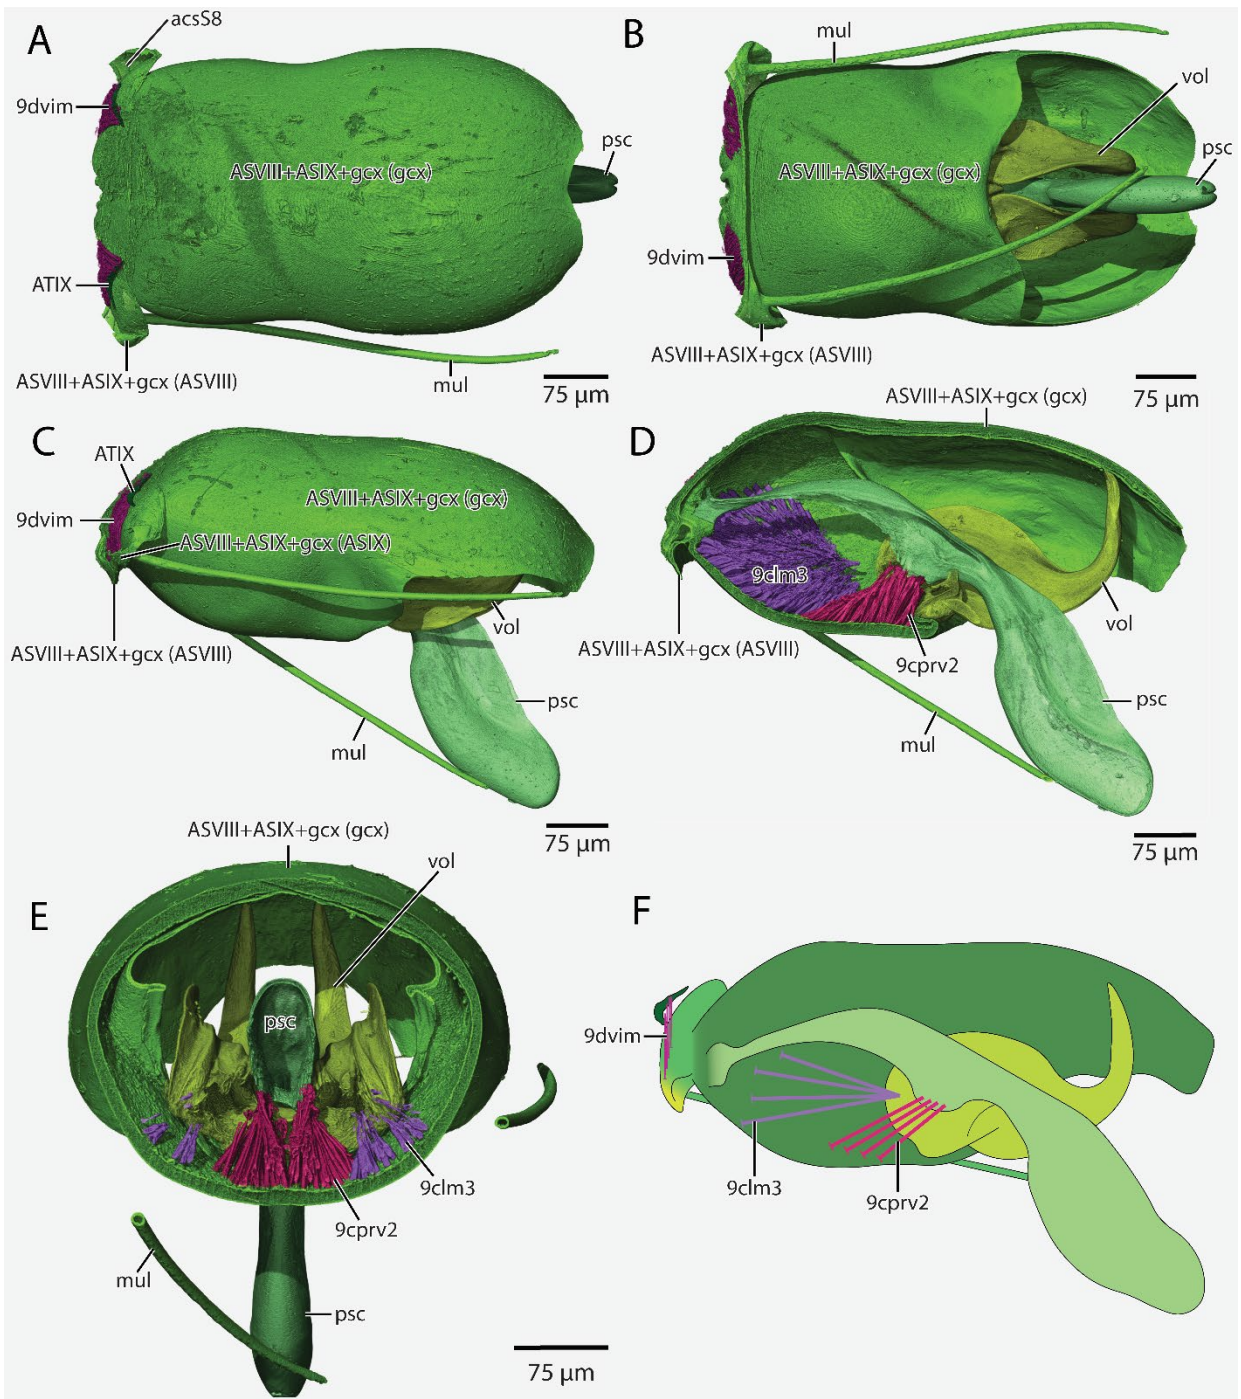 A
acsS8
9dvim
ASVIII+ASIX+gcx (gcx)
psc
ATIX
ASVIII+ASIX+gcx (ASVIII)
mul
75 µm
B
mul
vol
psc
ASVIII+ASIX+gcx (gcx)
9dvim
ASVIII+ASIX+gcx (ASVIII)
75 µm
C
ATIX
ASVIII+ASIX+gcx (gcx)
9dvim
ASVIII+ASIX+gcx (ASIX)
vol
ASVIII+ASIX+gcx (ASVIII)
psc
mul
75 µm
D
ASVIII+ASIX+gcx (gcx)
9clm3
vol
ASVIII+ASIX+gcx (ASVIII)
9cprv2
psc
mul
75 µm
E
ASVIII+ASIX+gcx (gcx)
vol
psc
9clm3
9cprv2
mul
psc
75 µm
F
9dvim
9clm3
9cprv2